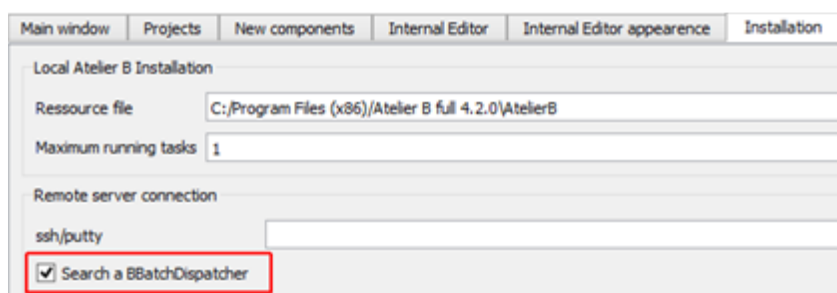 Main window Projects New components Internal Editor Internal Editor appearence Installation
Local Atelier B Installation
Ressource file C:/Program Files (x86)/Atelier B full 4.2.0\AtelierB
Maximum running tasks 1
Remote server connection
ssh/putty
Search a BBatchDispatcher